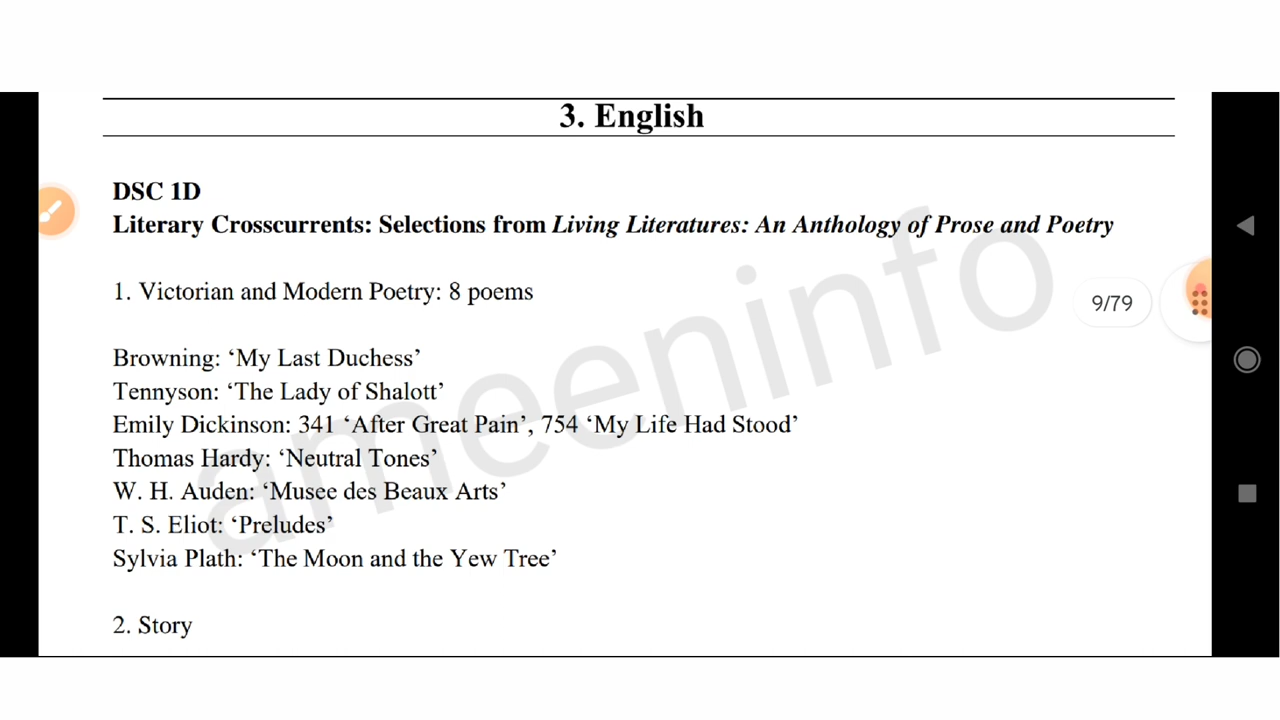 3. English
DSC 1D
Literary Crosscurrents: Selections from Living Literatures: An Anthology of Prose and Poetry
1. Victorian and Modern Poetry: 8 poems
9/79
Browning: ‘My Last Duchess’
Tennyson: ‘The Lady of Shalott’
Emily Dickinson: 341 ‘After Great Pain’, 754 ‘My Life Had Stood’
Thomas Hardy: ‘Neutral Tones’
W. H. Auden: ‘Musee des Beaux Arts’
T. S. Eliot: ‘Preludes’
Sylvia Plath: ‘The Moon and the Yew Tree’
2. Story
ameeninfo